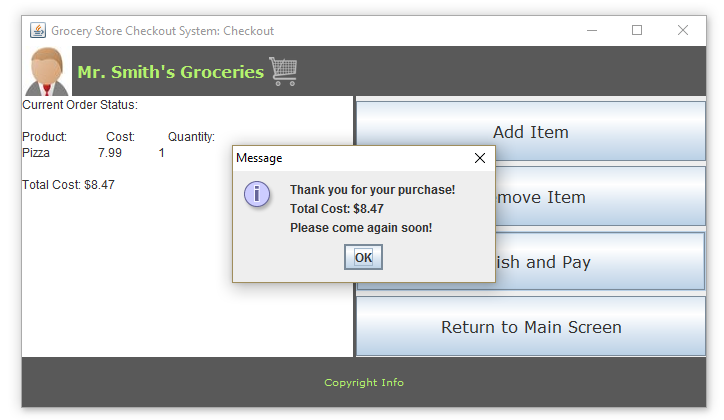 Grocery Store Checkout System: Checkout
Mr. Smith's Groceries
Current Order Status:
Product: Cost: Quantity:
Pizza 7.99 1
Total Cost: $8.47
Message
Thank you for your purchase!
Total Cost: $8.47
Please come again soon!
OK
Add Item
move Item
ish and Pay
Return to Main Screen
Copyright Info